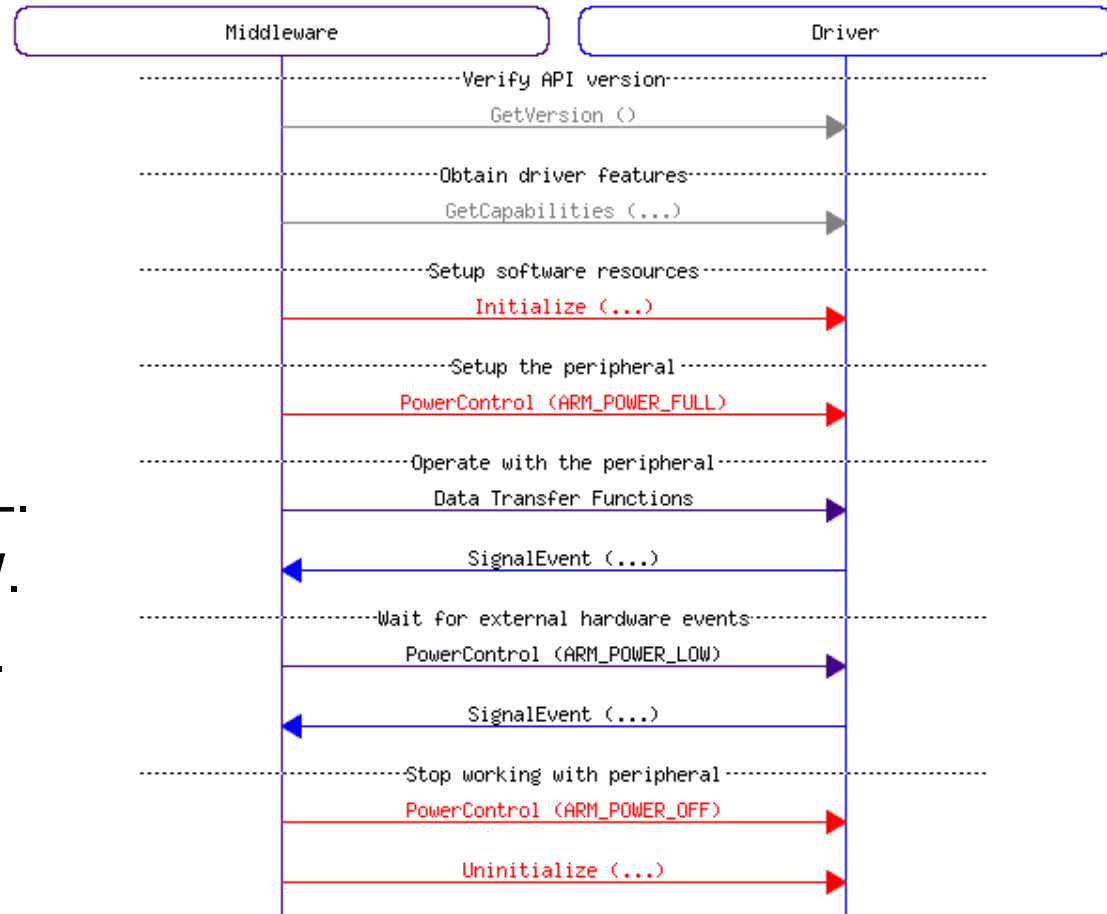 Middleware
Driver
Verify API version
GetVersion ()
Obtain driver features
GetCapabilities (...)
Setup software resources
Initialize (...)
Setup the peripheral
PowerControl (ARM_POWER_FULL)
Operate with the peripheral
Data Transfer Functions
SignalEvent (...)
Wait for external hardware events
PowerControl (ARM_POWER_LOW)
SignalEvent (...)
Stop working with peripheral
PowerControl (ARM_POWER_OFF)
Uninitialize (...)